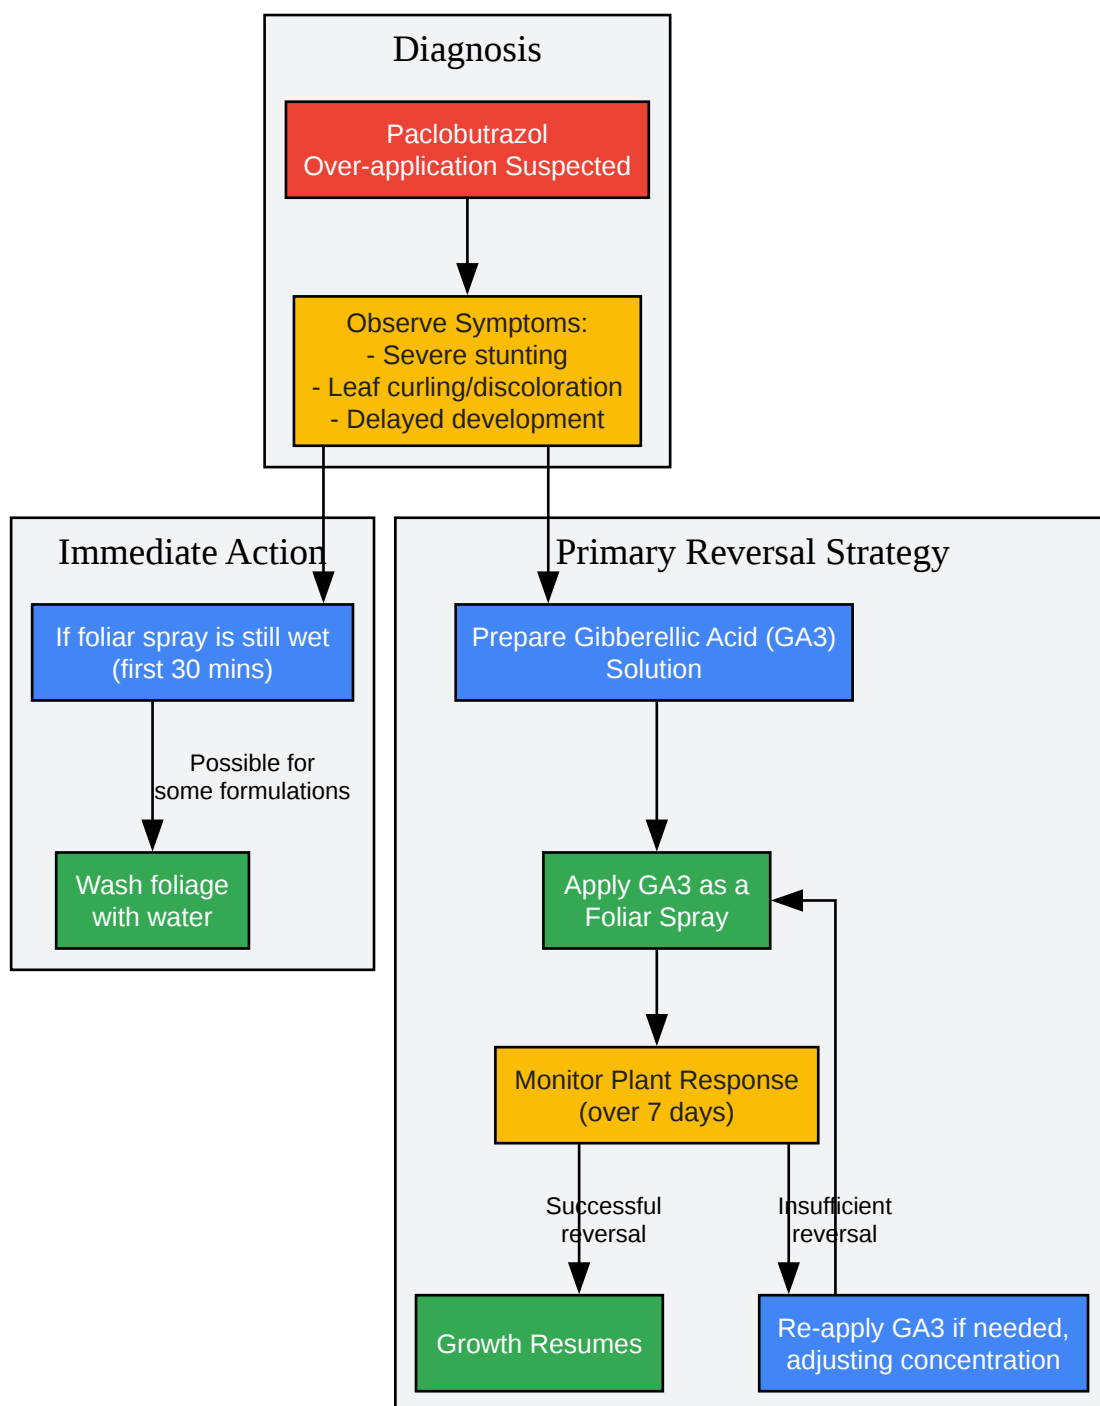 Diagnosis
Paclobutrazol
Over-application Suspected
Observe Symptoms:
- Severe stunting
- Leaf curling/discoloration
- Delayed development
Immediate Action
If foliar spray is still wet
(first 30 mins)
Possible for
some formulations
Wash foliage
with water
Primary Reversal Strategy
Prepare Gibberellic Acid (GA3)
Solution
Apply GA3 as a
Foliar Spray
Monitor Plant Response
(over 7 days)
Successful
reversal
Insufficient
reversal
Growth Resumes
Re-apply GA3 if needed,
adjusting concentration